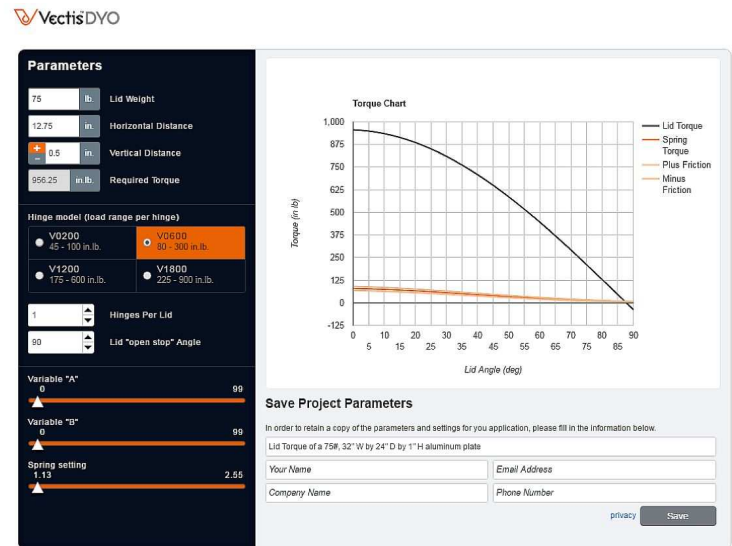 Vectis DYO
Parameters
75 lb. Lid Weight
12.75 in. Horizontal Distance
+ − 0.5 in. Vertical Distance
956.25 in.lb. Required Torque
Hinge model (load range per hinge)
V0200
45 - 100 in.lb.
V0600
80 - 300 in.lb.
V1200
175 - 600 in.lb.
V1800
225 - 900 in.lb.
1 Hinges Per Lid
90 Lid "open stop" Angle
Variable "A"
0 99
Variable "B"
0 99
Spring setting
1.13 2.55
Torque Chart
1,000
875
750
625
500
375
250
125
0
-125
Torque (in lb)
0 10 20 30 40 50 60 70 80 90
5 15 25 35 45 55 65 75 85
Lid Angle (deg)
Lid Torque
Spring
Torque
Plus Friction
Minus
Friction
Save Project Parameters
In order to retain a copy of the parameters and settings for you application, please fill in the information below.
Lid Torque of a 75#, 32" W by 24" D by 1" H aluminum plate
Your Name Email Address
Company Name Phone Number
privacy Save